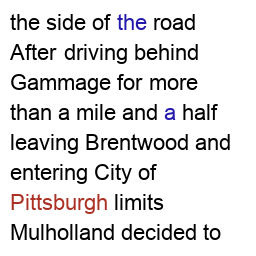 the side of the road
After driving behind
Gammage for more
than a mile and a half
leaving Brentwood and
entering City of
Pittsburgh limits
Mulholland decided to